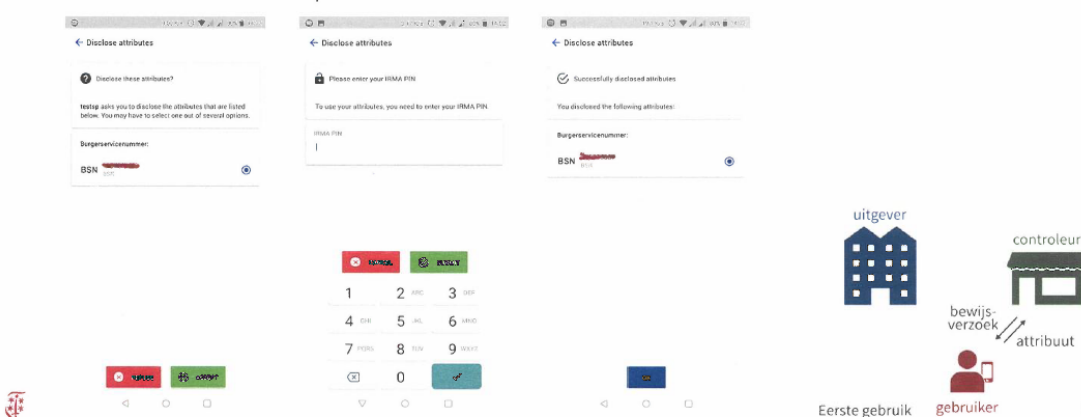 Disclose attributes
Disclose these attributes?
testsp asks you to disclose the attributes that are listed
below. You may have to select one out of several options.
Burgerservicenummer:
BSN
BSN
Disclose attributes
Please enter your IRMA PIN
To use your attributes, you need to enter your IRMA PIN
IRMA PIN
1
2 ABC
3 DEF
4 GHI
5 JKL
6 MNO
7 PQRS
8 TUV
9 WXYZ
0
Disclose attributes
Successfully disclosed attributes
You disclosed the following attributes:
Burgerservicenummer:
BSN
BSN
uitgever
controleur
bewijs-
verzoek
attribuut
Eerste gebruik
gebruiker